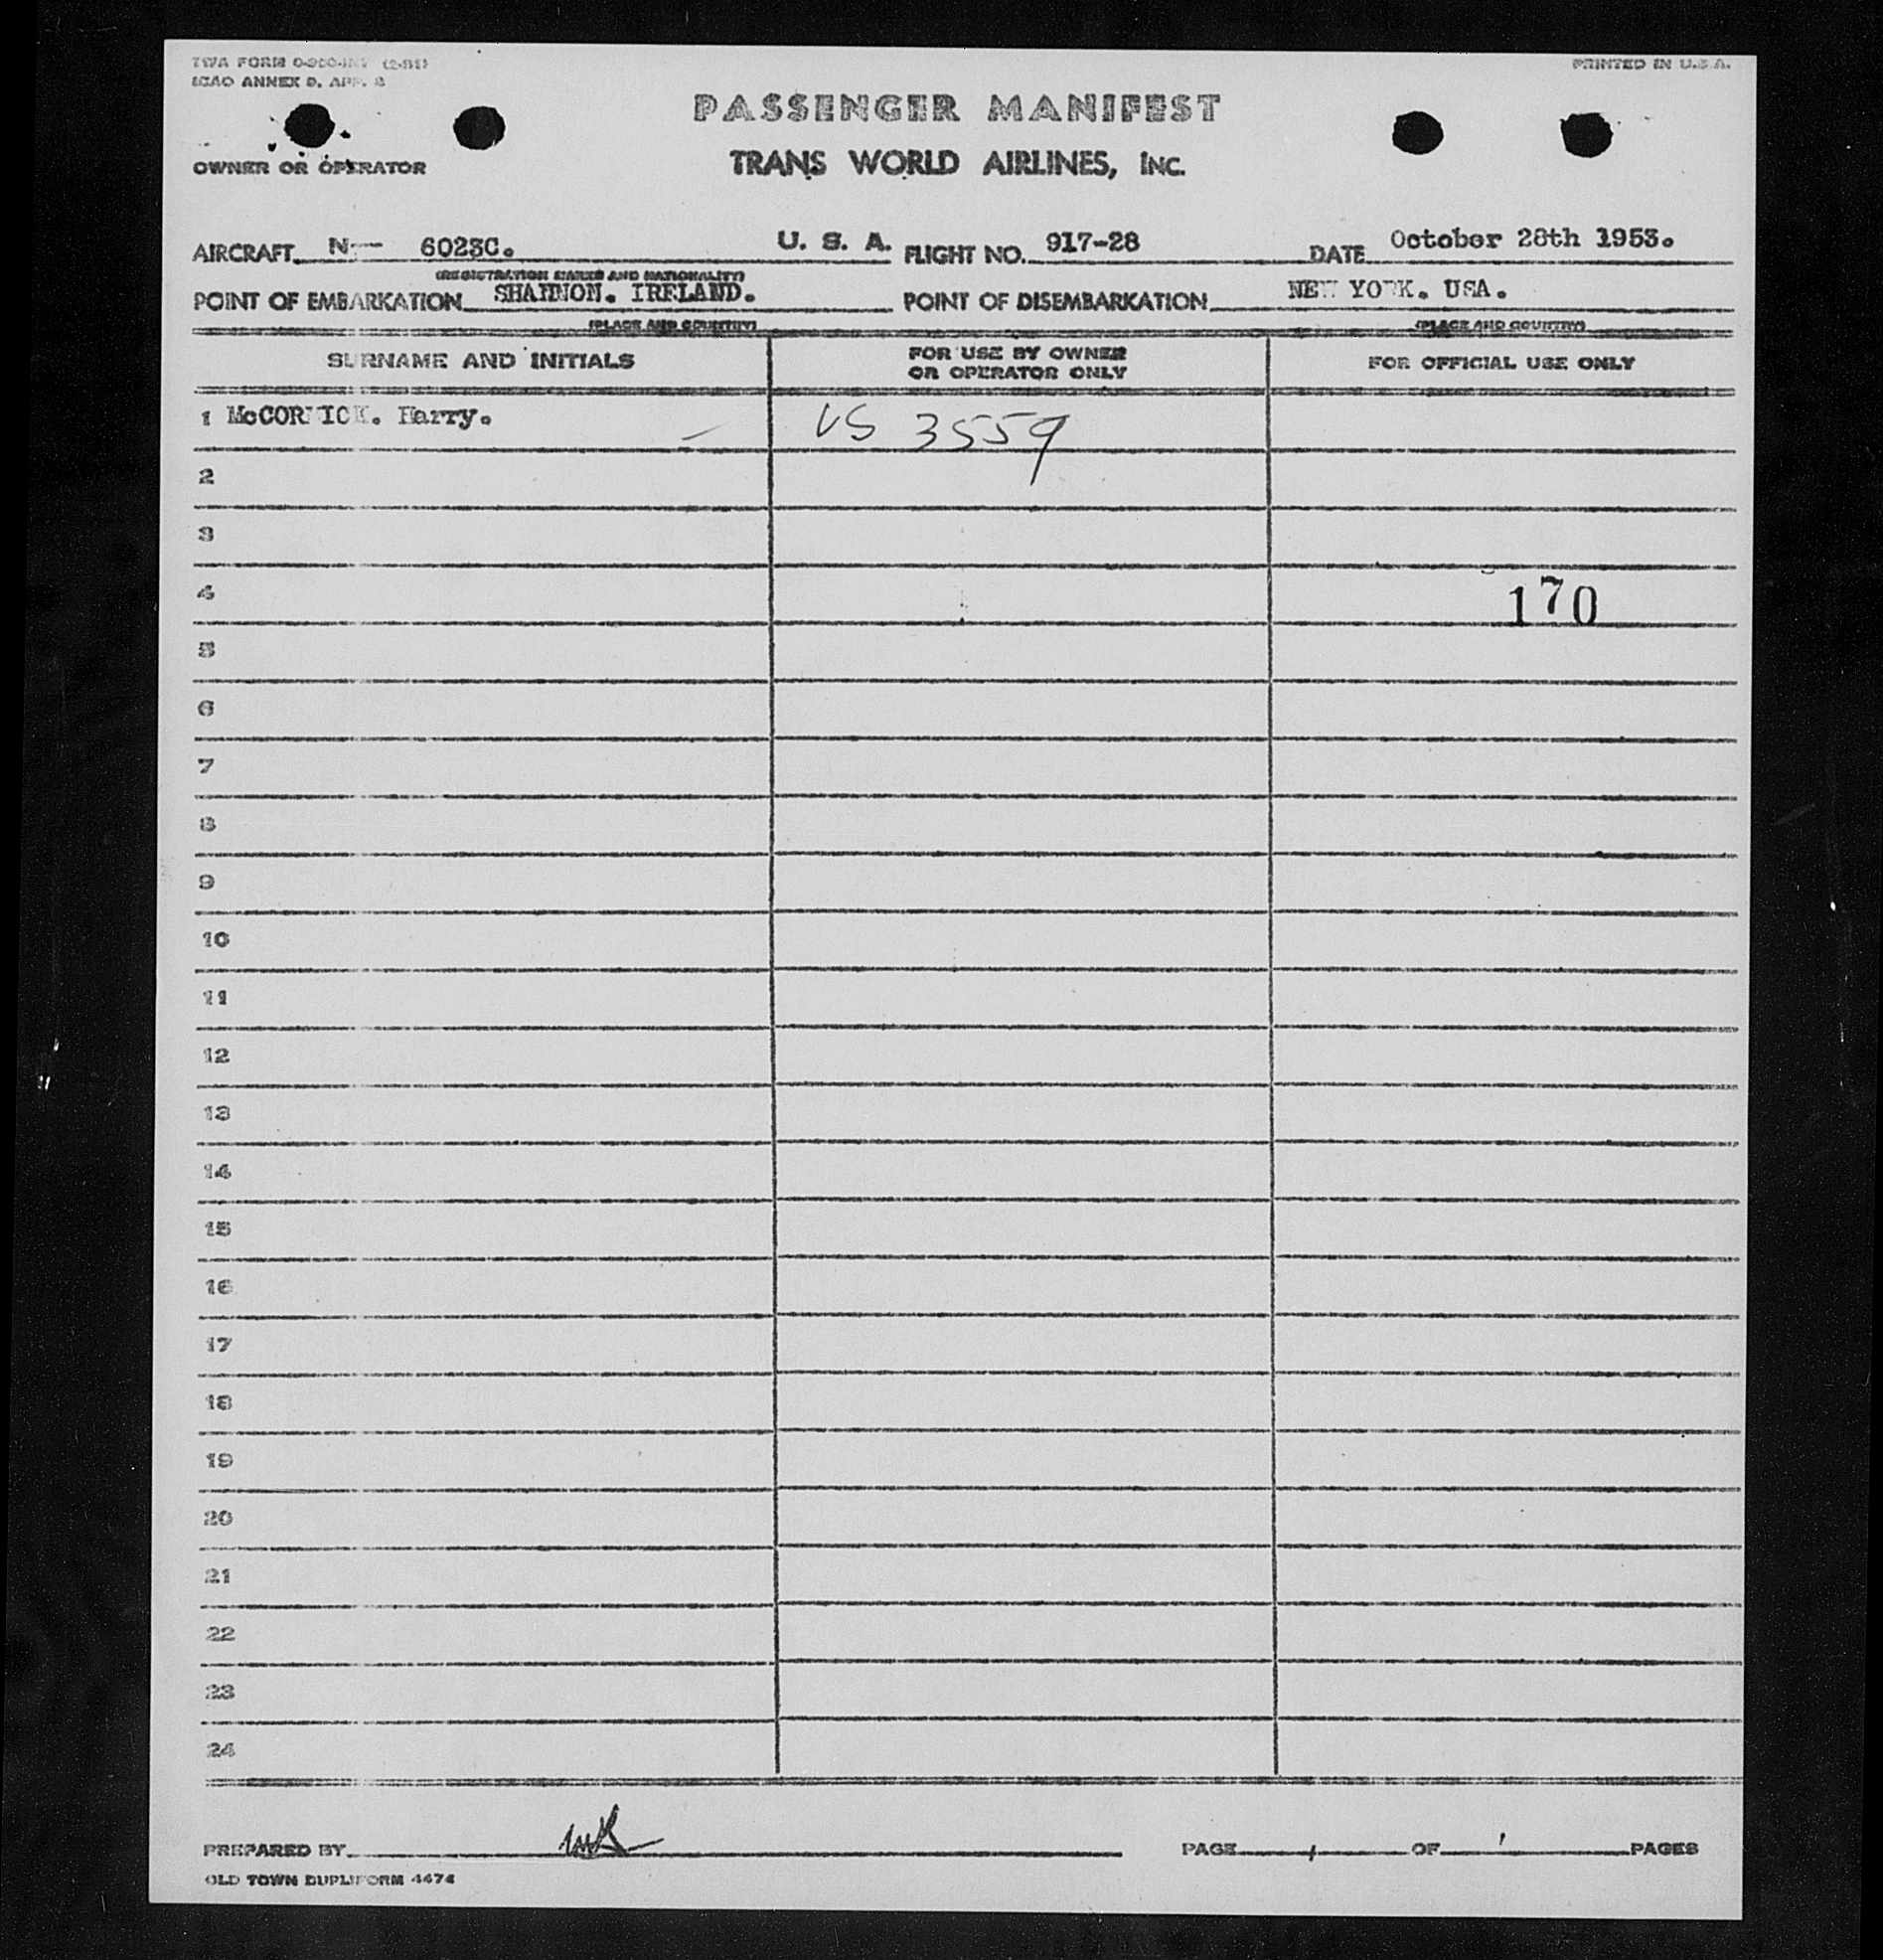 TWA FORM (2-51) PRINTED IN U.S.A.
ICAO ANNEX 9, APP. 3
PASSENGER MANIFEST
OWNER OR OPERATOR TRANS WORLD AIRLINES, INC.
AIRCRAFT N-- 6023C. U. S. A. FLIGHT NO. 917-28 DATE October 28th 1953.
(REGISTRATION MARKS AND NATIONALITY)
POINT OF EMBARKATION SHANNON. IRELAND. POINT OF DISEMBARKATION NEW YORK. USA.
(PLACE AND COUNTRY) (PLACE AND COUNTRY)
SURNAME AND INITIALS FOR USE BY OWNER OR OPERATOR ONLY FOR OFFICIAL USE ONLY
1 McCORMICK. Harry. — VS 3559
2
3
4 170
5
6
7
8
9
10
11
12
13
14
15
16
17
18
19
20
21
22
23
24
PREPARED BY PAGE 1 OF 1 PAGES
OLD TOWN DUPLIFORM 4474